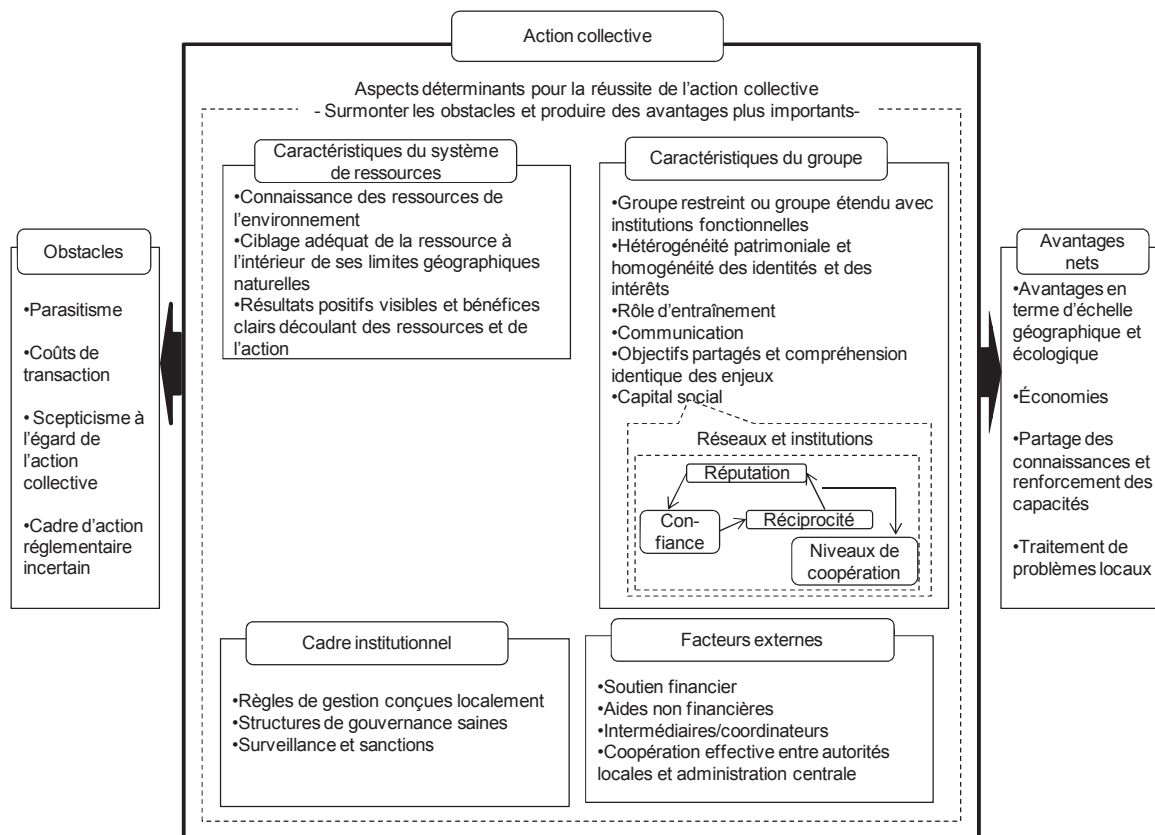 Action collective
Aspects déterminants pour la réussite de l'action collective
- Surmonter les obstacles et produire des avantages plus importants-
Obstacles
•Parasitisme
•Coûts de
transaction
• Scepticisme à
l'égard de
l'action
collective
•Cadre d'action
réglementaire
incertain
Caractéristiques du système
de ressources
•Connaissance des ressources de
l'environnement
•Ciblage adéquat de la ressource à
l'intérieur de ses limites géographiques
naturelles
•Résultats positifs visibles et bénéfices
clairs découlant des ressources et de
l'action
Caractéristiques du groupe
•Groupe restreint ou groupe étendu avec
institutions fonctionnelles
•Hétérogénéité patrimoniale et
homogénéité des identités et des
intérêts
•Rôle d'entraînement
•Communication
•Objectifs partagés et compréhension
identique des enjeux
•Capital social
Réseaux et institutions
Réputation
Con-
fiance
Réciprocité
Niveaux de
coopération
Cadre institutionnel
•Règles de gestion conçues localement
•Structures de gouvernance saines
•Surveillance et sanctions
Facteurs externes
•Soutien financier
•Aides non financières
•Intermédiaires/coordinateurs
•Coopération effective entre autorités
locales et administration centrale
Avantages
nets
•Avantages en
terme d'échelle
géographique et
écologique
•Économies
•Partage des
connaissances et
renforcement des
capacités
•Traitement de
problèmes locaux